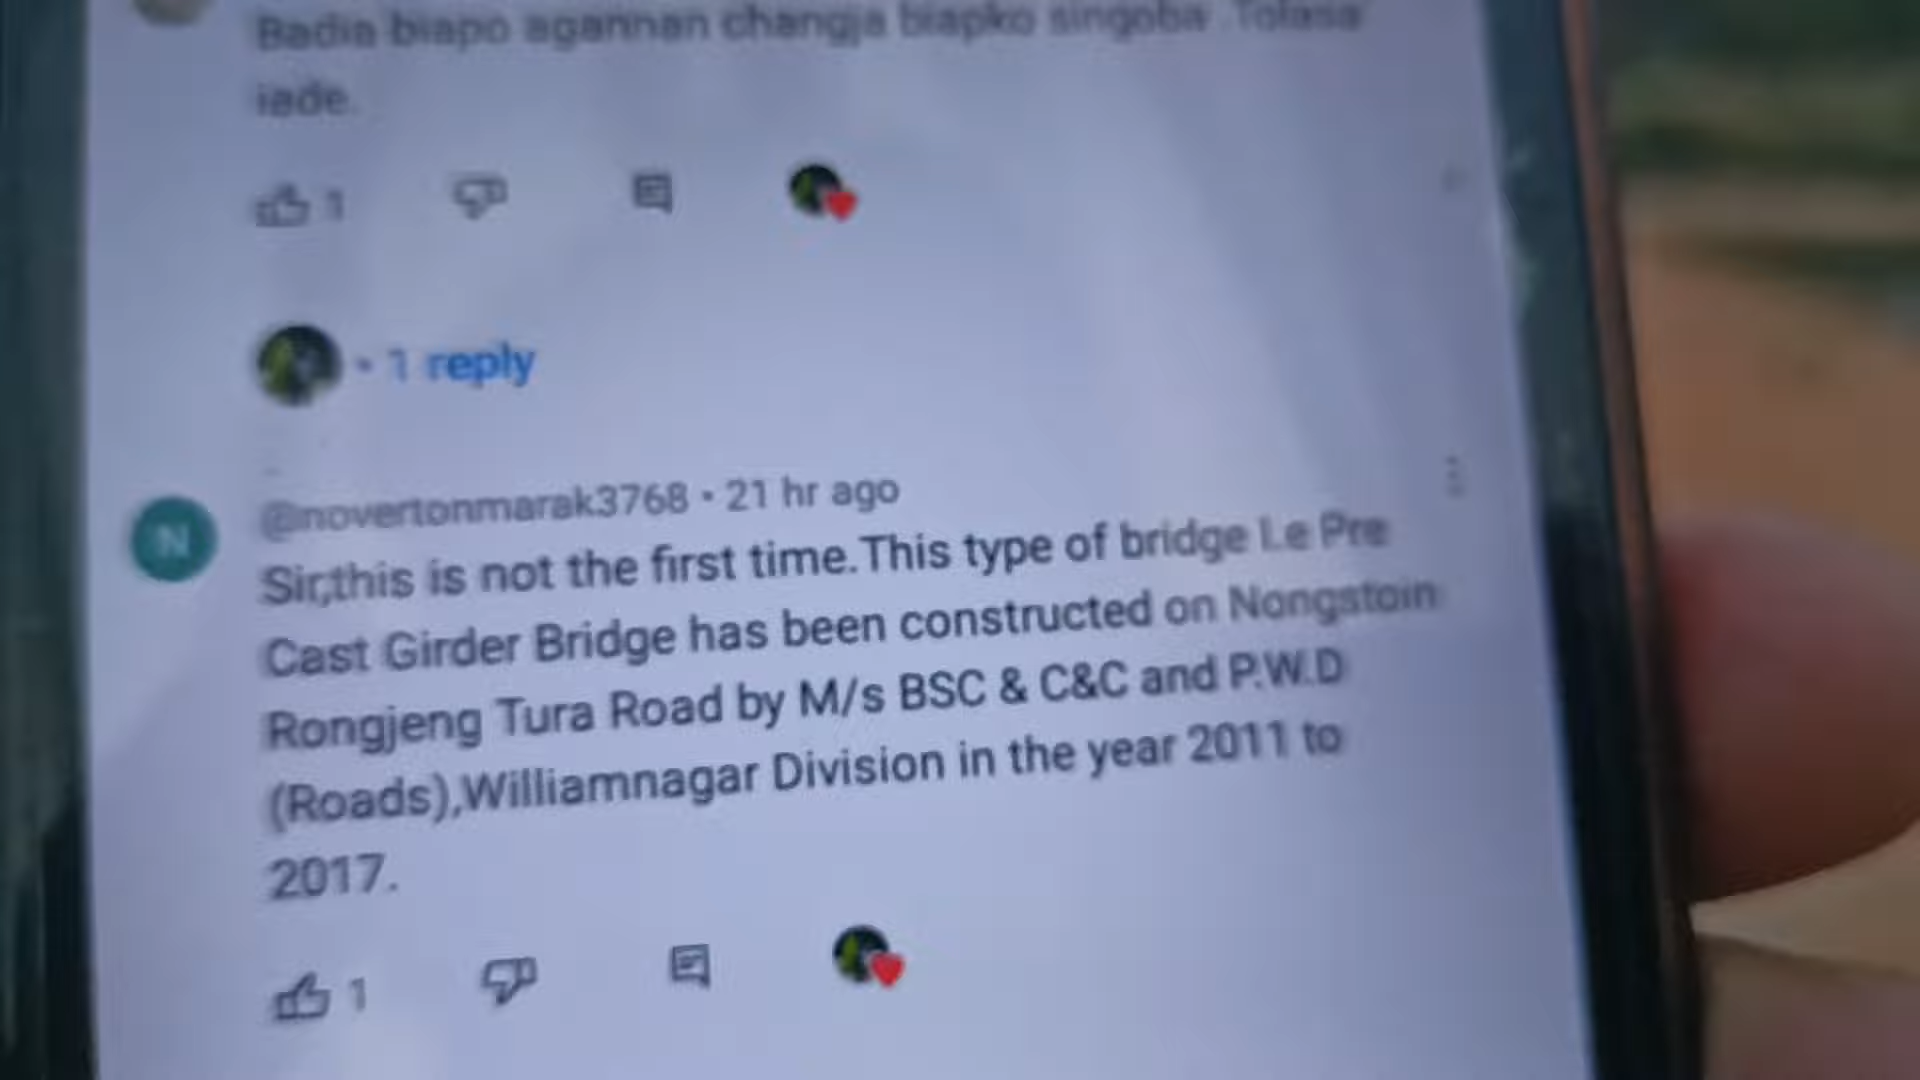 Badia biapo agannan changja biapko singoba Tolasa
iade.
1
• 1 reply
N
@novertonmarak3768 • 21 hr ago
Sir,this is not the first time.This type of bridge Le Pre
Cast Girder Bridge has been constructed on Nongstoin
Rongjeng Tura Road by M/s BSC & C&C and P.W.D
(Roads),Williamnagar Division in the year 2011 to
2017.
1